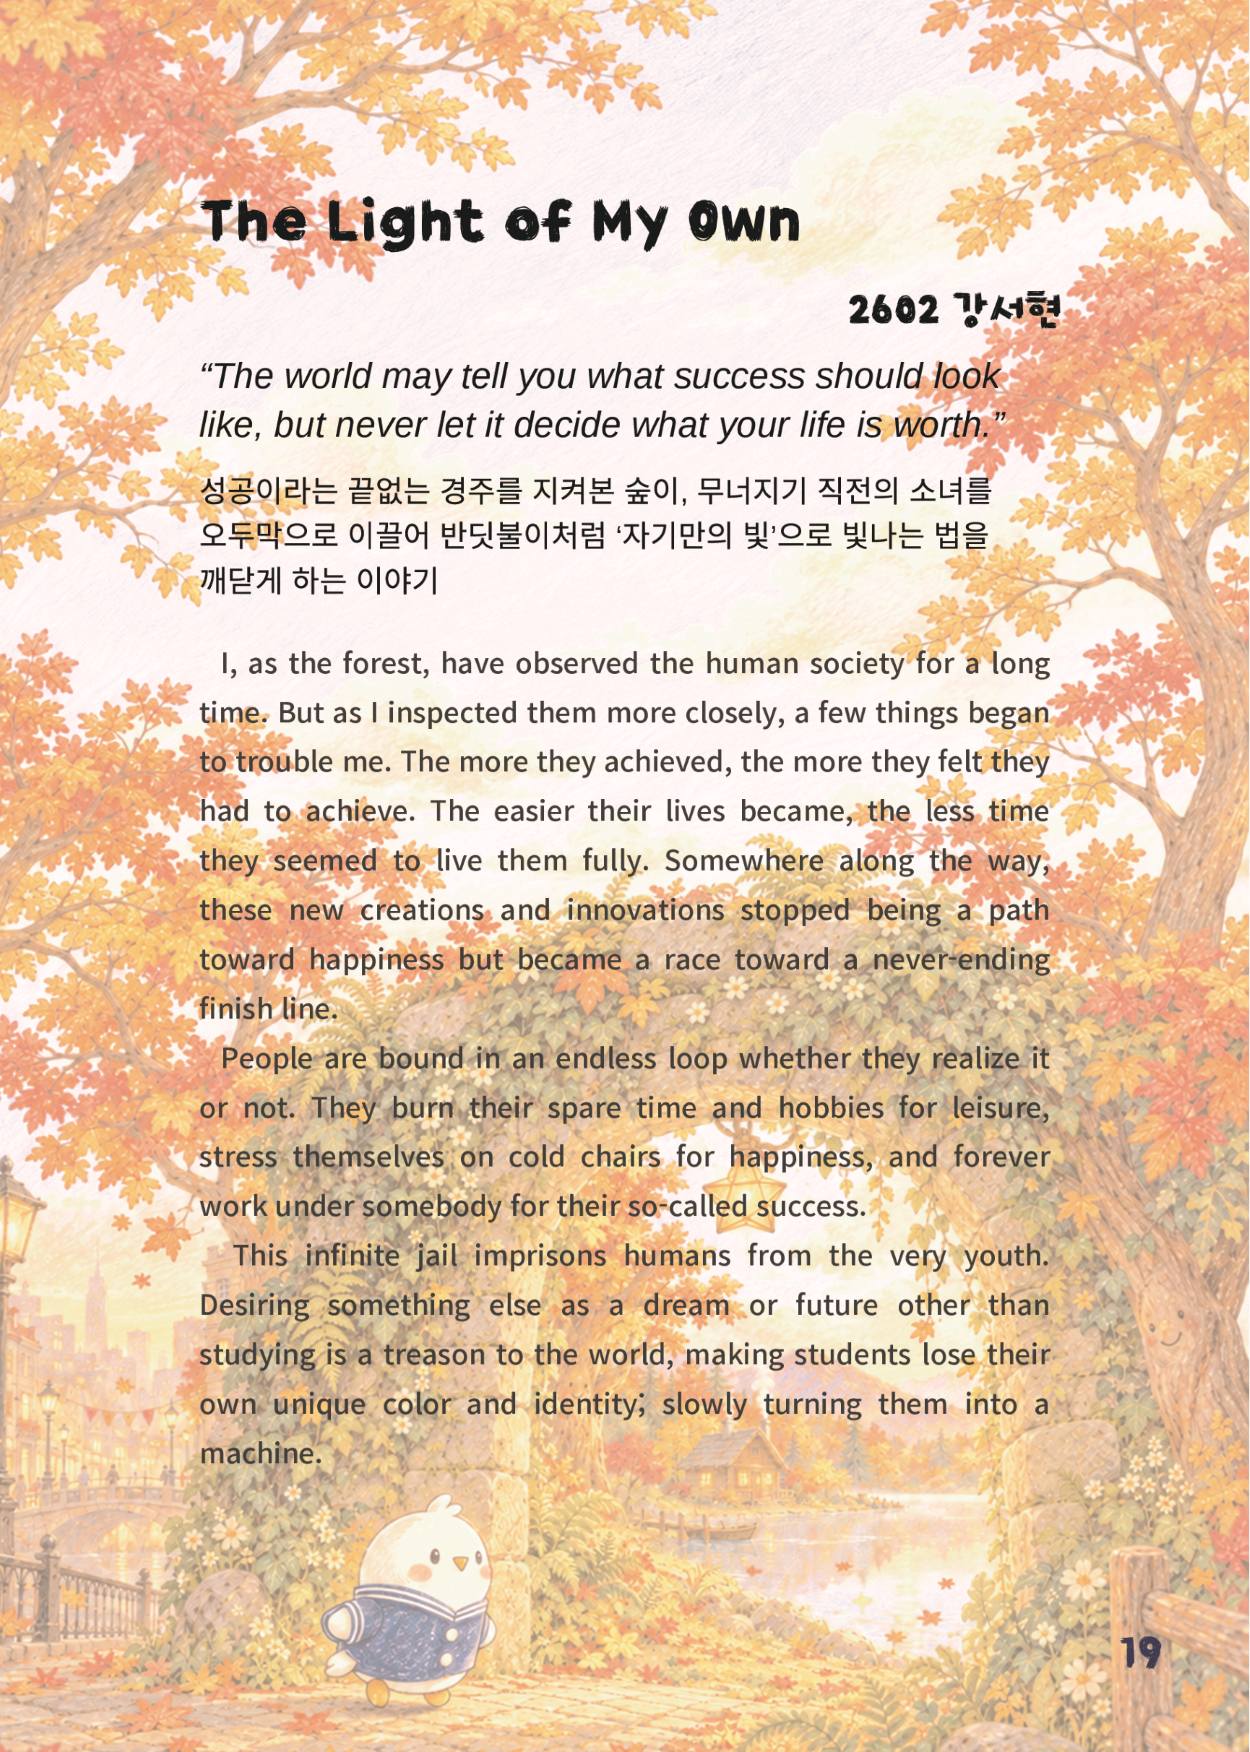 The Light of My Own
2602 강서현
“The world may tell you what success should look
like, but never let it decide what your life is worth.”
성공이라는 끝없는 경주를 지켜본 숲이, 무너지기 직전의 소녀를
오두막으로 이끌어 반딧불이처럼 ‘자기만의 빛’으로 빛나는 법을
깨닫게 하는 이야기
I, as the forest, have observed the human society for a long
time. But as I inspected them more closely, a few things began
to trouble me. The more they achieved, the more they felt they
had to achieve. The easier their lives became, the less time
they seemed to live them fully. Somewhere along the way,
these new creations and innovations stopped being a path
toward happiness but became a race toward a never-ending
finish line.
People are bound in an endless loop whether they realize it
or not. They burn their spare time and hobbies for leisure,
stress themselves on cold chairs for happiness, and forever
work under somebody for their so-called success.
This infinite jail imprisons humans from the very youth.
Desiring something else as a dream or future other than
studying is a treason to the world, making students lose their
own unique color and identity; slowly turning them into a
machine.
19